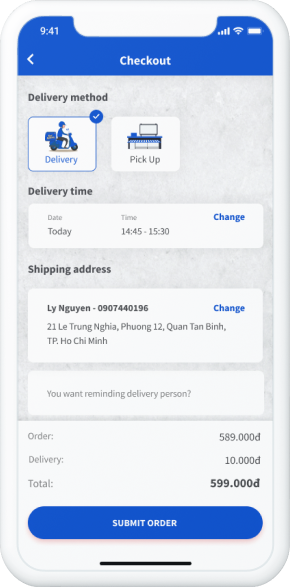 9:41
Checkout
Delivery method
Delivery
Pick Up
Delivery time
Date
Time
Change
Today
14:45 - 15:30
Shipping address
Ly Nguyen - 0907440196
Change
21 Le Trung Nghia, Phuong 12, Quan Tan Binh,
TP. Ho Chi Minh
You want reminding delivery person?
Order:
589.000đ
Delivery:
10.000đ
Total:
599.000đ
SUBMIT ORDER